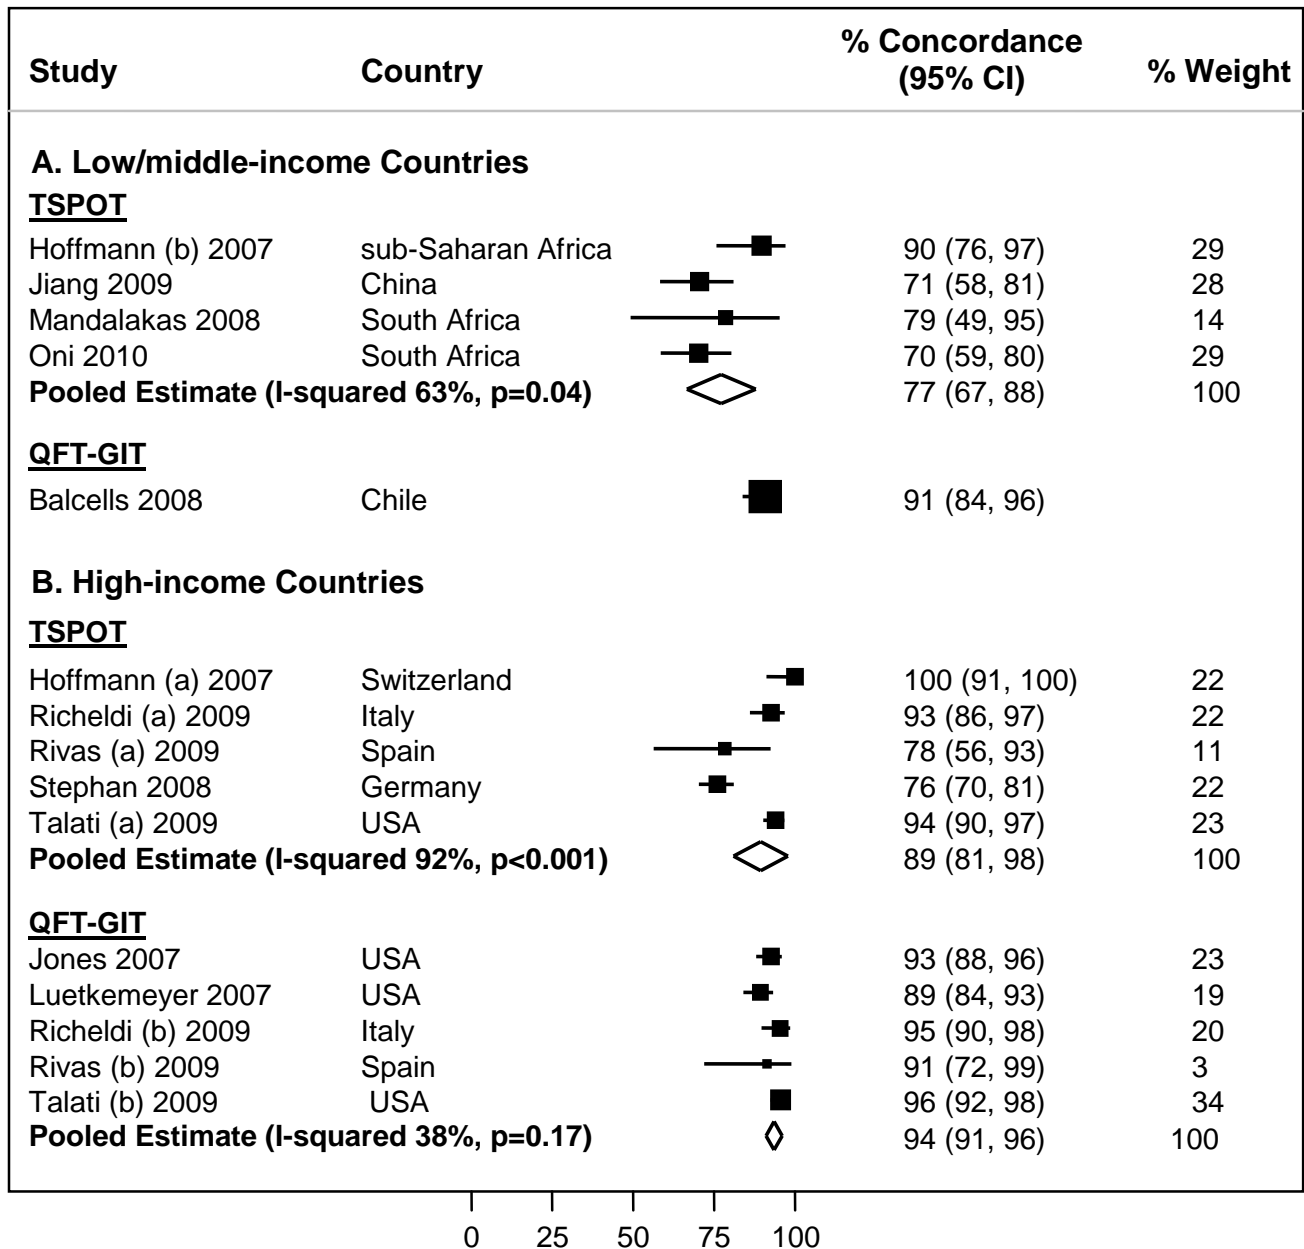 % Concordance
Study Country (95% CI) % Weight
A. Low/middle-income Countries
TSPOT
Hoffmann (b) 2007 sub-Saharan Africa 90 (76, 97) 29
Jiang 2009 China 71 (58, 81) 28
Mandalakas 2008 South Africa 79 (49, 95) 14
Oni 2010 South Africa 70 (59, 80) 29
Pooled Estimate (I-squared 63%, p=0.04) 77 (67, 88) 100
QFT-GIT
Balcells 2008 Chile 91 (84, 96)
B. High-income Countries
TSPOT
Hoffmann (a) 2007 Switzerland 100 (91, 100) 22
Richeldi (a) 2009 Italy 93 (86, 97) 22
Rivas (a) 2009 Spain 78 (56, 93) 11
Stephan 2008 Germany 76 (70, 81) 22
Talati (a) 2009 USA 94 (90, 97) 23
Pooled Estimate (I-squared 92%, p<0.001) 89 (81, 98) 100
QFT-GIT
Jones 2007 USA 93 (88, 96) 23
Luetkemeyer 2007 USA 89 (84, 93) 19
Richeldi (b) 2009 Italy 95 (90, 98) 20
Rivas (b) 2009 Spain 91 (72, 99) 3
Talati (b) 2009 USA 96 (92, 98) 34
Pooled Estimate (I-squared 38%, p=0.17) 94 (91, 96) 100
0 25 50 75 100